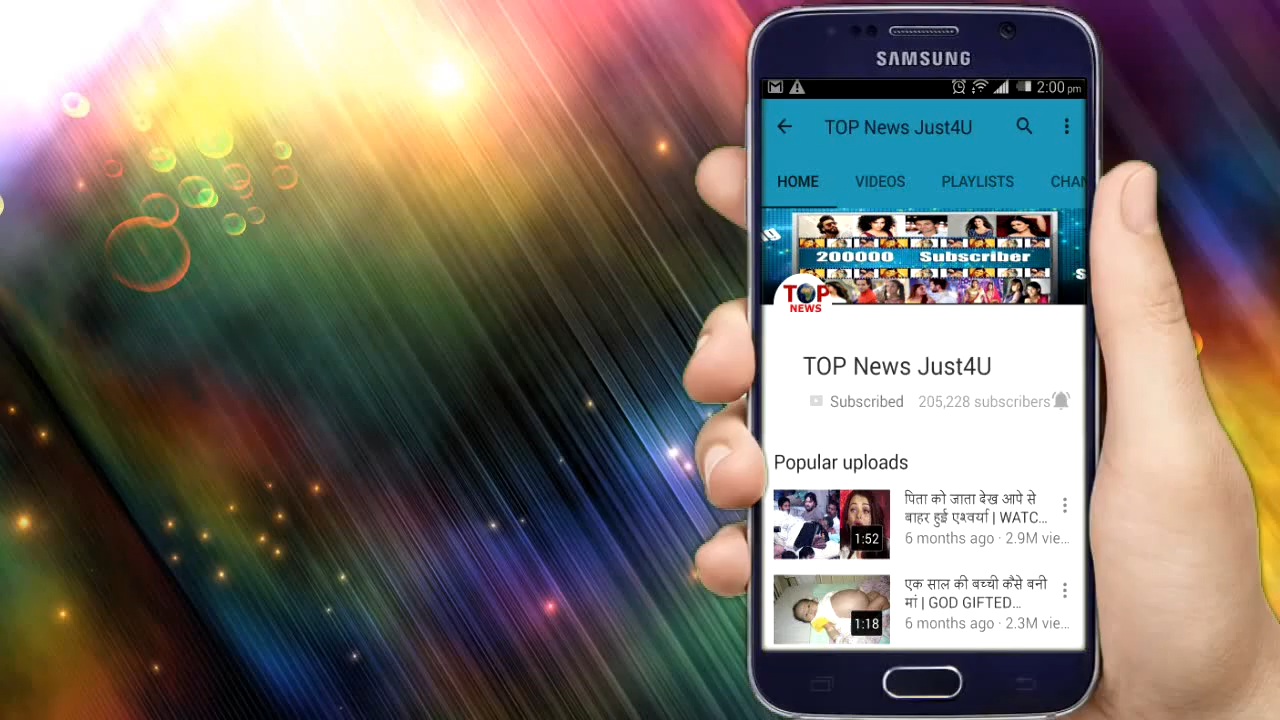 SAMSUNG
2:00 pm
TOP News Just4U
HOME VIDEOS PLAYLISTS CHAN
200000 Subscriber
TOP
NEWS
TOP News Just4U
Subscribed 205,228 subscribers
Popular uploads
पिता को जाता देख आपे से
बाहर हुई एश्वर्या | WATC...
6 months ago · 2.9M vie...
1:52
एक साल की बच्ची कैसे बनी
मां | GOD GIFTED...
6 months ago · 2.3M vie...
1:18